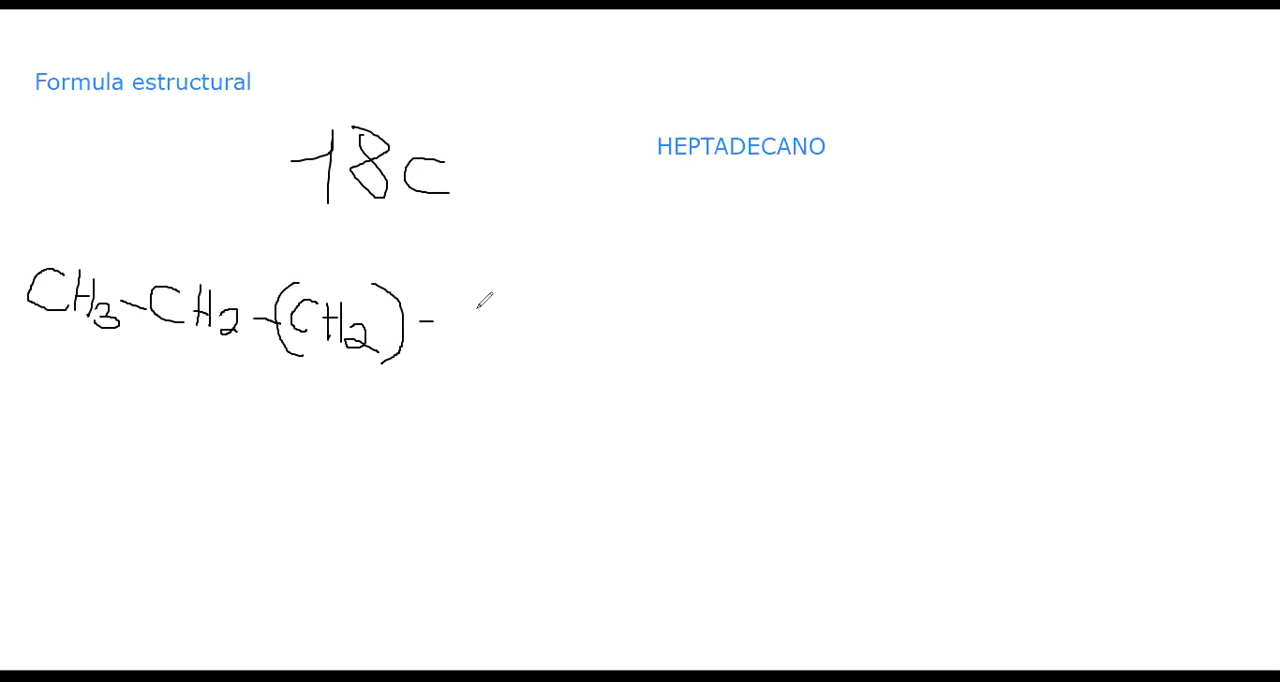 Formula estructural
18C
HEPTADECANO
CH3-CH2-(CH2)-